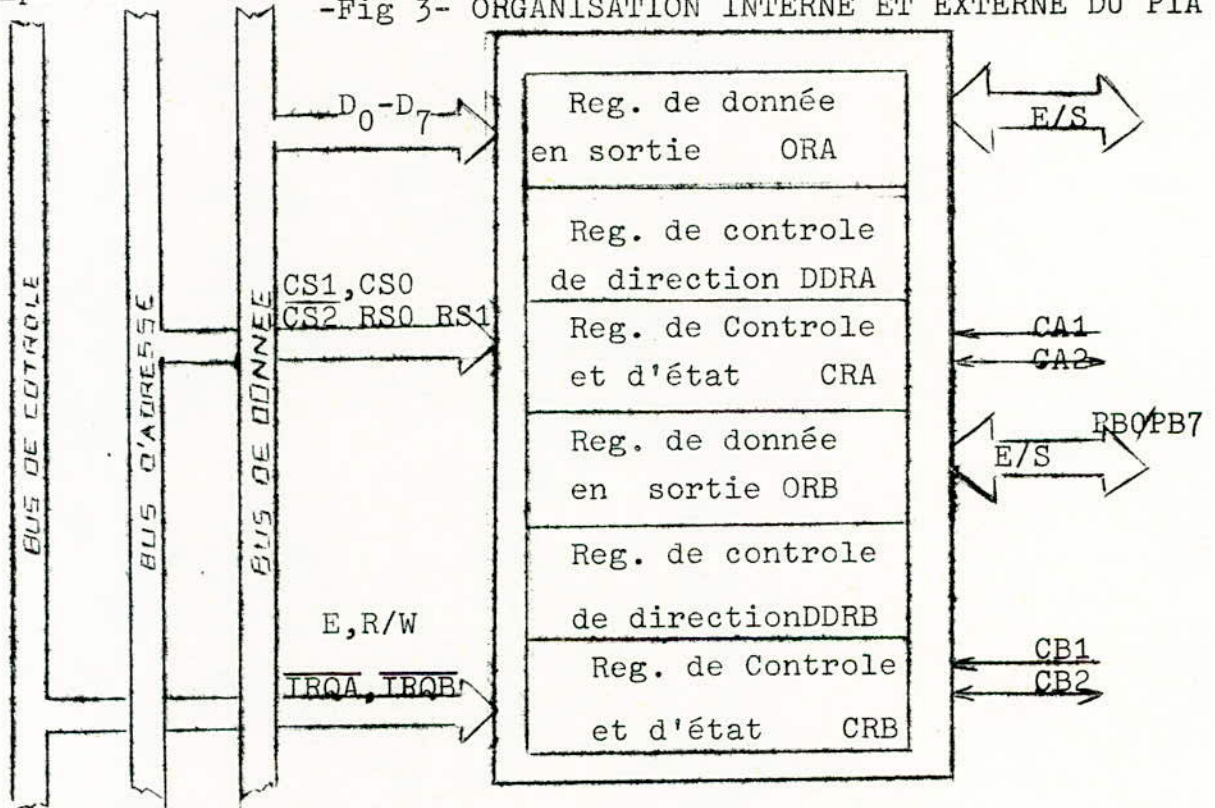 -Fig 3- ORGANISATION INTERNE ET EXTERNE DU PIA
BUS DE COTROLE
BUS D'ADRESSE
BUS DE DONNEE
D0-D7
CS1,CS0
CS2 RS0 RS1
E,R/W
IRQA, IRQB
Reg. de donnée
en sortie ORA
Reg. de controle
de direction DDRA
Reg. de Controle
et d'état CRA
Reg. de donnée
en sortie ORB
Reg. de controle
de directionDDRB
Reg. de Controle
et d'état CRB
E/S
CA1
CA2
PB0/PB7
E/S
CB1
CB2